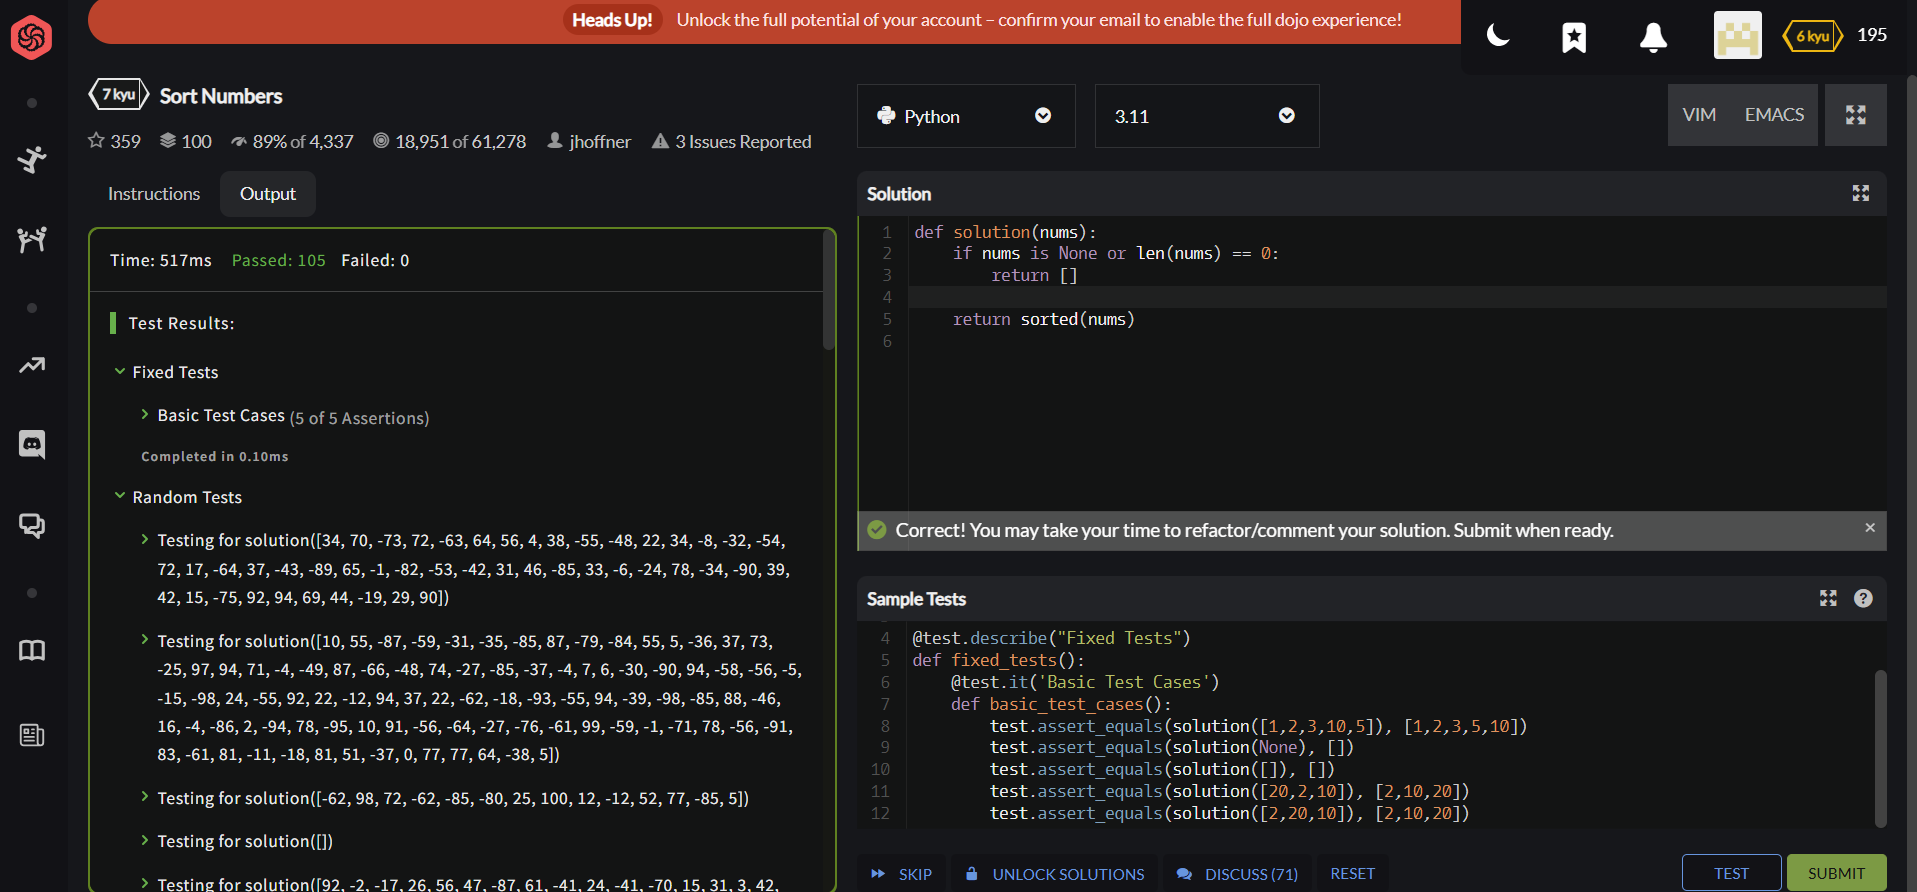 Heads Up! Unlock the full potential of your account – confirm your email to enable the full dojo experience!
6 kyu 195
7 kyu Sort Numbers
359 100 89% of 4,337 18,951 of 61,278 jhoffner 3 Issues Reported
Instructions Output
Time: 517ms Passed: 105 Failed: 0
Test Results:
Fixed Tests
Basic Test Cases (5 of 5 Assertions)
Completed in 0.10ms
Random Tests
Testing for solution([34, 70, -73, 72, -63, 64, 56, 4, 38, -55, -48, 22, 34, -8, -32, -54,
72, 17, -64, 37, -43, -89, 65, -1, -82, -53, -42, 31, 46, -85, 33, -6, -24, 78, -34, -90, 39,
42, 15, -75, 92, 94, 69, 44, -19, 29, 90])
Testing for solution([10, 55, -87, -59, -31, -35, -85, 87, -79, -84, 55, 5, -36, 37, 73,
-25, 97, 94, 71, -4, -49, 87, -66, -48, 74, -27, -85, -37, -4, 7, 6, -30, -90, 94, -58, -56, -5,
-15, -98, 24, -55, 92, 22, -12, 94, 37, 22, -62, -18, -93, -55, 94, -39, -98, -85, 88, -46,
16, -4, -86, 2, -94, 78, -95, 10, 91, -56, -64, -27, -76, -61, 99, -59, -1, -71, 78, -56, -91,
83, -61, 81, -11, -18, 81, 51, -37, 0, 77, 77, 64, -38, 5])
Testing for solution([-62, 98, 72, -62, -85, -80, 25, 100, 12, -12, 52, 77, -85, 5])
Testing for solution([])
Testing for solution([92, -2, -17, 26, 56, 47, -87, 61, -41, 24, -41, -70, 15, 31, 3, 42,
Python 3.11 VIM EMACS
Solution
1 def solution(nums):
2 if nums is None or len(nums) == 0:
3 return []
4
5 return sorted(nums)
6
Correct! You may take your time to refactor/comment your solution. Submit when ready. ×
Sample Tests ?
4 @test.describe("Fixed Tests")
5 def fixed_tests():
6 @test.it('Basic Test Cases')
7 def basic_test_cases():
8 test.assert_equals(solution([1,2,3,10,5]), [1,2,3,5,10])
9 test.assert_equals(solution(None), [])
10 test.assert_equals(solution([]), [])
11 test.assert_equals(solution([20,2,10]), [2,10,20])
12 test.assert_equals(solution([2,20,10]), [2,10,20])
SKIP UNLOCK SOLUTIONS DISCUSS (71) RESET TEST SUBMIT